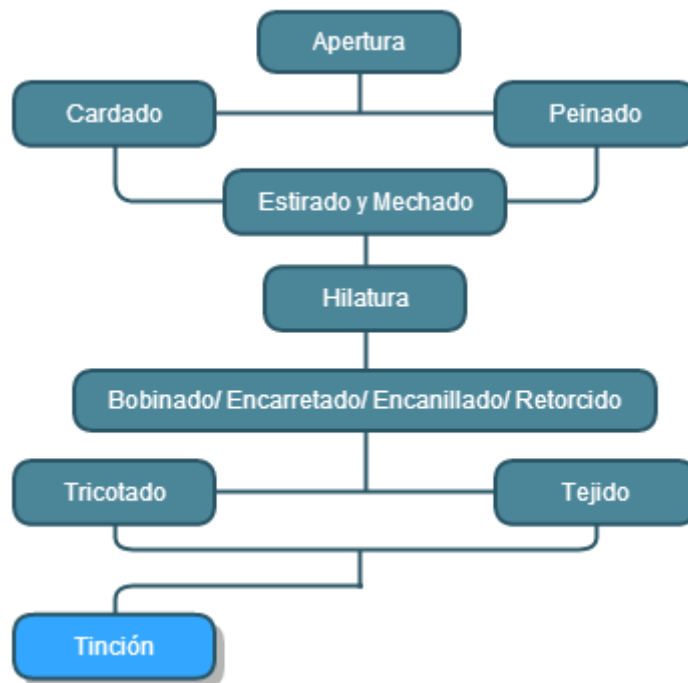 Apertura
Cardado
Peinado
Estirado y Mechado
Hilatura
Bobinado/ Encarretado/ Encanillado/ Retorcido
Tricotado
Tejido
Tinción